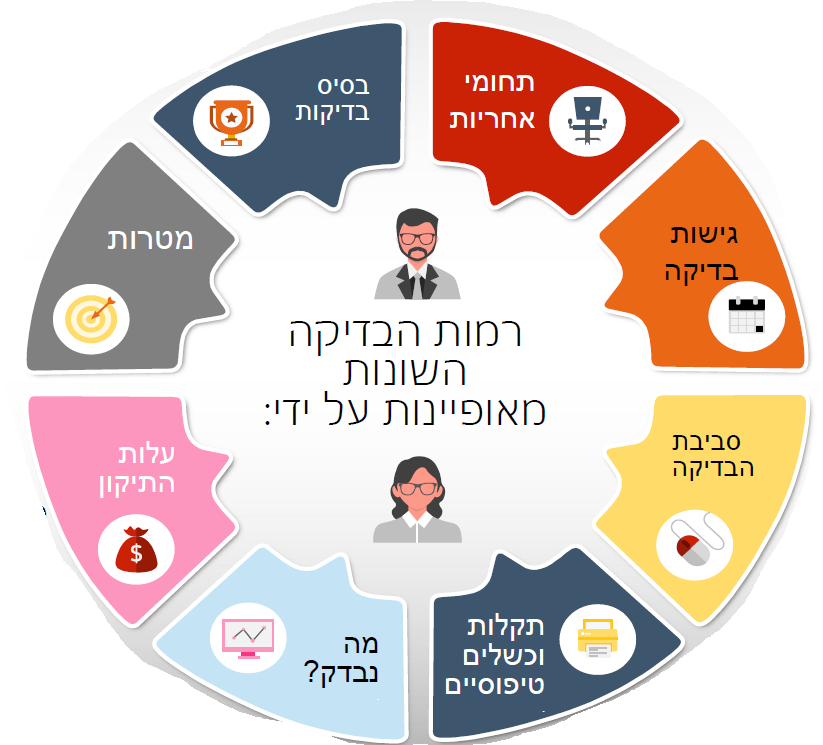 רמות הבדיקה
השונות
מאופיינות על ידי:
תחומי
אחריות
גישות
בדיקה
סביבת
הבדיקה
תקלות
וכשלים
טיפוסיים
מה
נבדק?
$
עלות
התיקון
מטרות
בסיס
בדיקות